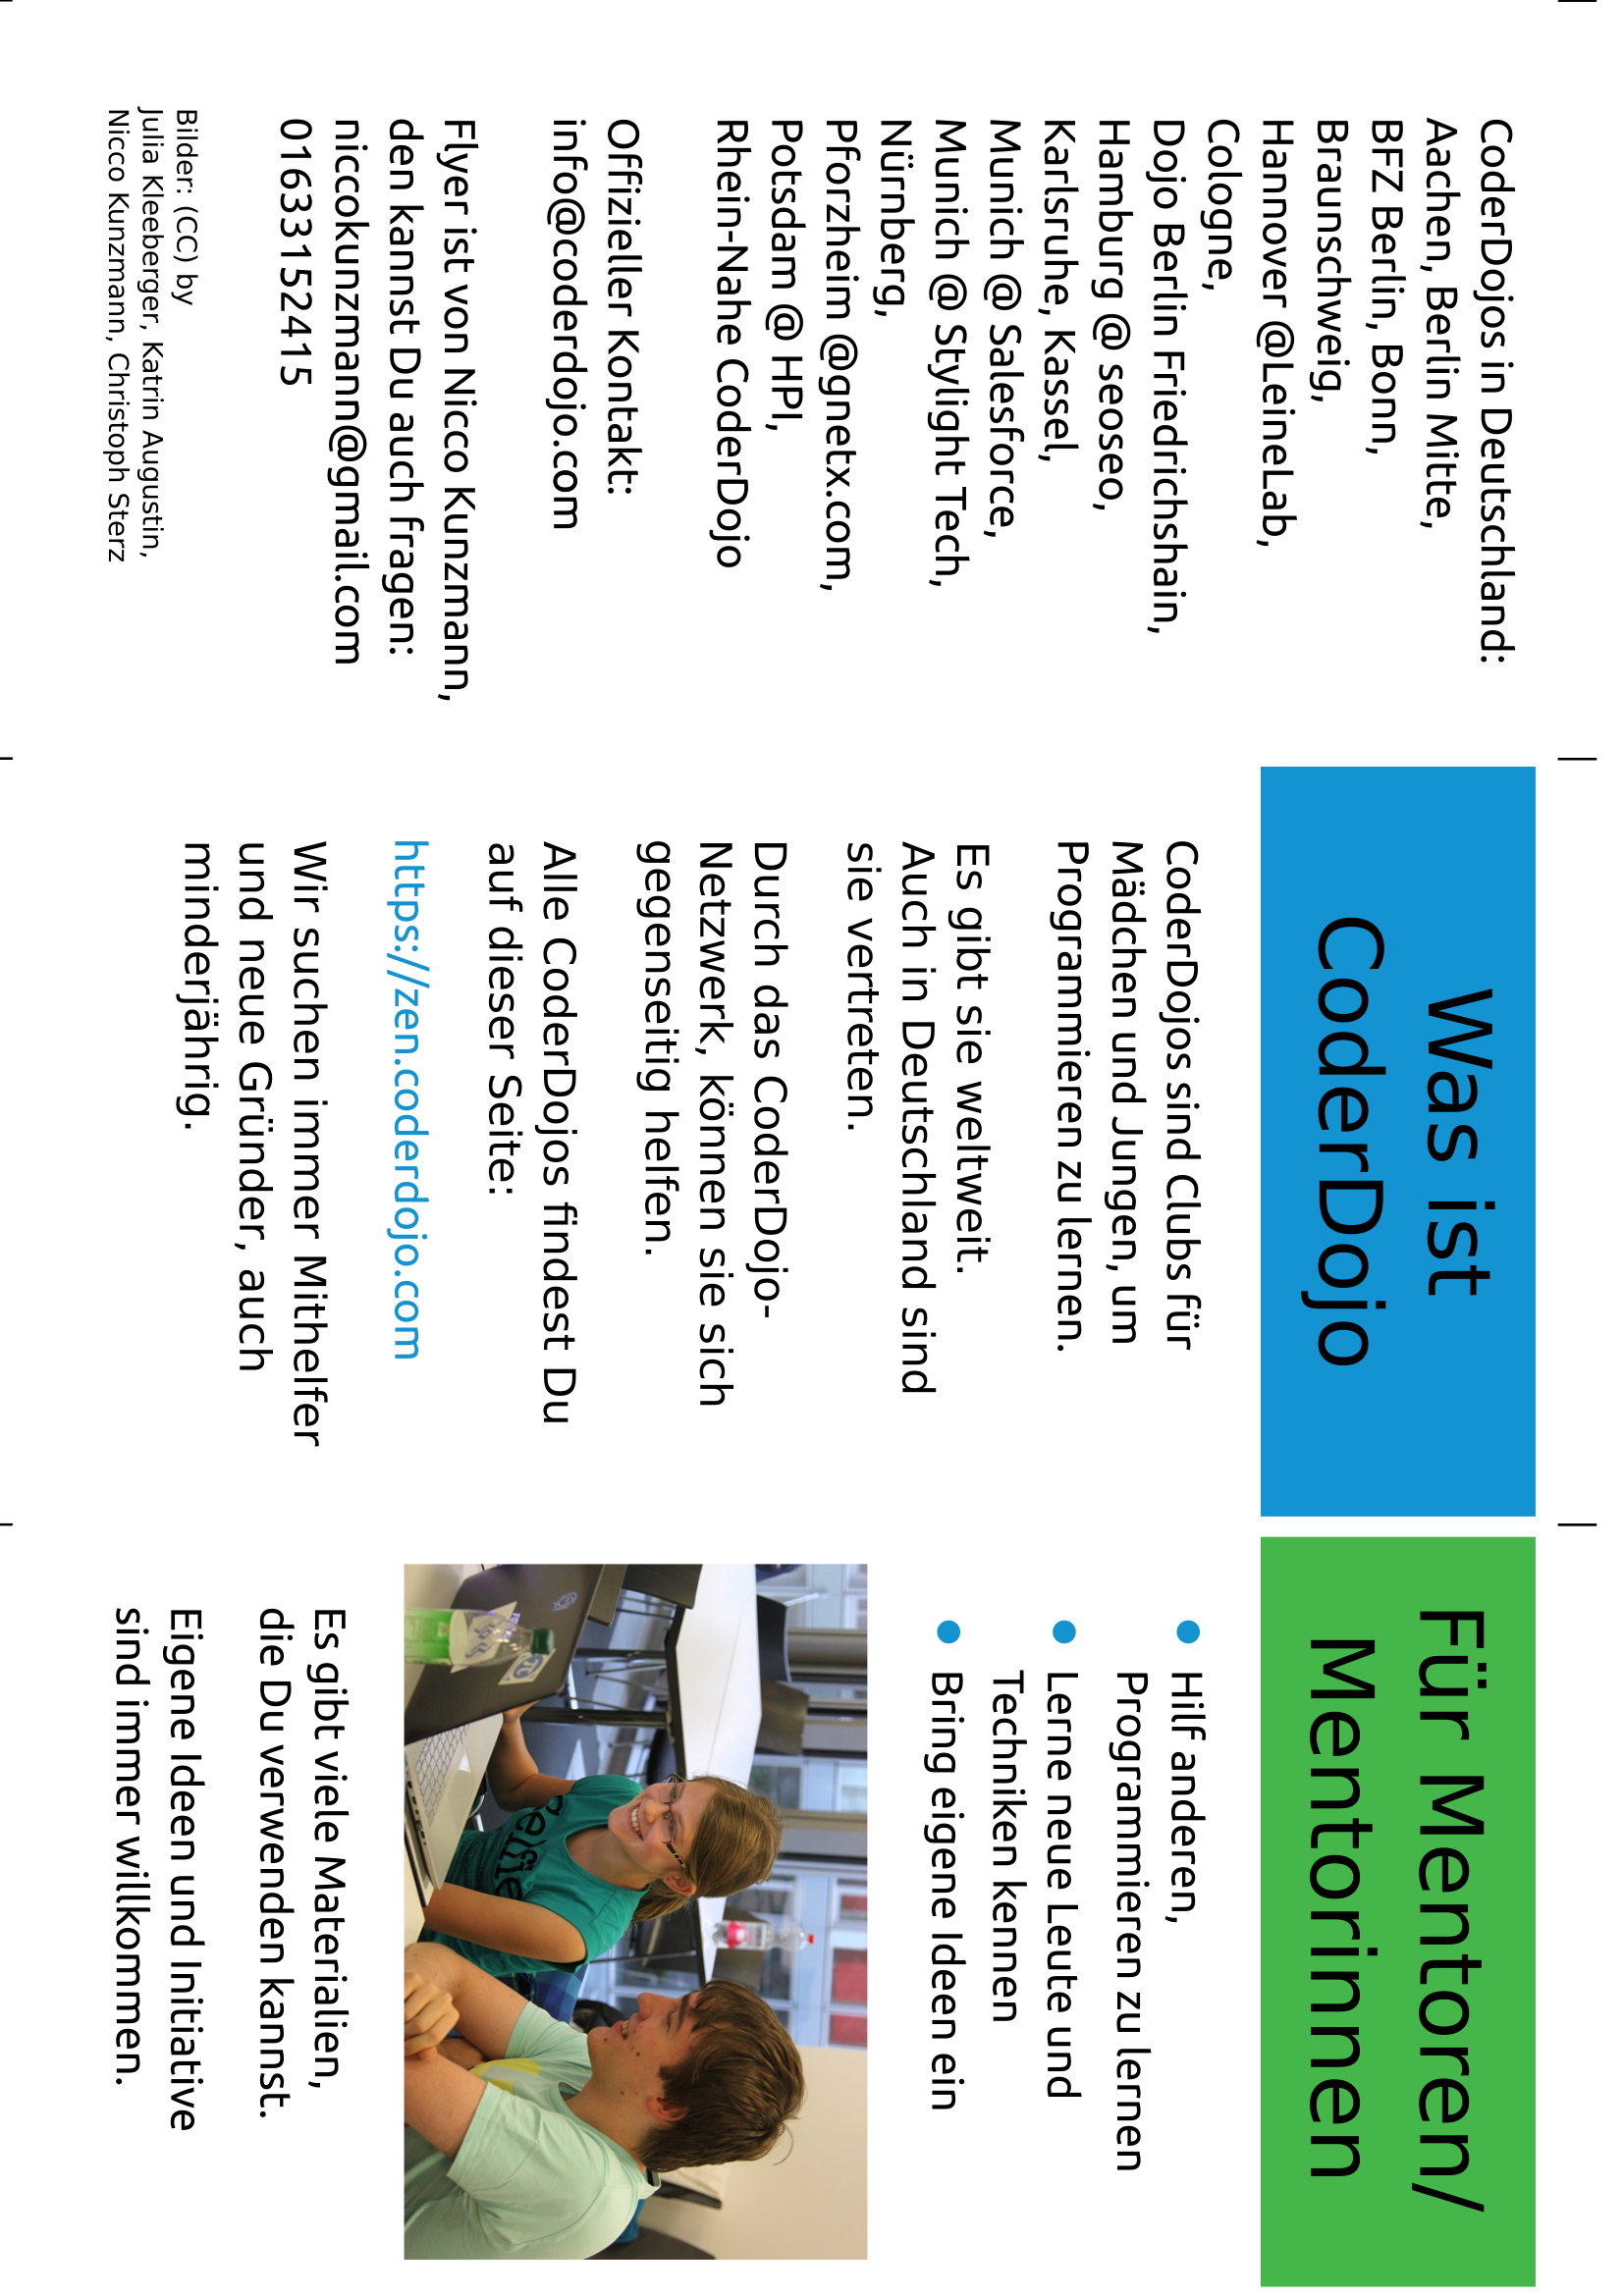 CoderDojos in Deutschland:
Aachen, Berlin Mitte,
BFZ Berlin, Bonn,
Braunschweig,
Hannover @LeineLab,
Cologne,
Dojo Berlin Friedrichshain,
Hamburg @ seoseo,
Karlsruhe, Kassel,
Munich @ Salesforce,
Munich @ Stylight Tech,
Nürnberg,
Pforzheim @gnetx.com,
Potsdam @ HPI,
Rhein-Nahe CoderDojo
Offizieller Kontakt:
info@coderdojo.com
Flyer ist von Nicco Kunzmann,
den kannst Du auch fragen:
niccokunzmann@gmail.com
01633152415
Bilder: (CC) by
Julia Kleeberger, Katrin Augustin,
Nicco Kunzmann, Christoph Sterz
Was ist
CoderDojo
CoderDojos sind Clubs für
Mädchen und Jungen, um
Programmieren zu lernen.
Es gibt sie weltweit.
Auch in Deutschland sind
sie vertreten.
Durch das CoderDojo-
Netzwerk, können sie sich
gegenseitig helfen.
Alle CoderDojos findest Du
auf dieser Seite:
https://zen.coderdojo.com
Wir suchen immer Mithelfer
und neue Gründer, auch
minderjährig.
Für Mentoren/
Mentorinnen
Hilf anderen,
Programmieren zu lernen
Lerne neue Leute und
Techniken kennen
Bring eigene Ideen ein
elfie
Es gibt viele Materialien,
die Du verwenden kannst.
Eigene Ideen und Initiative
sind immer willkommen.